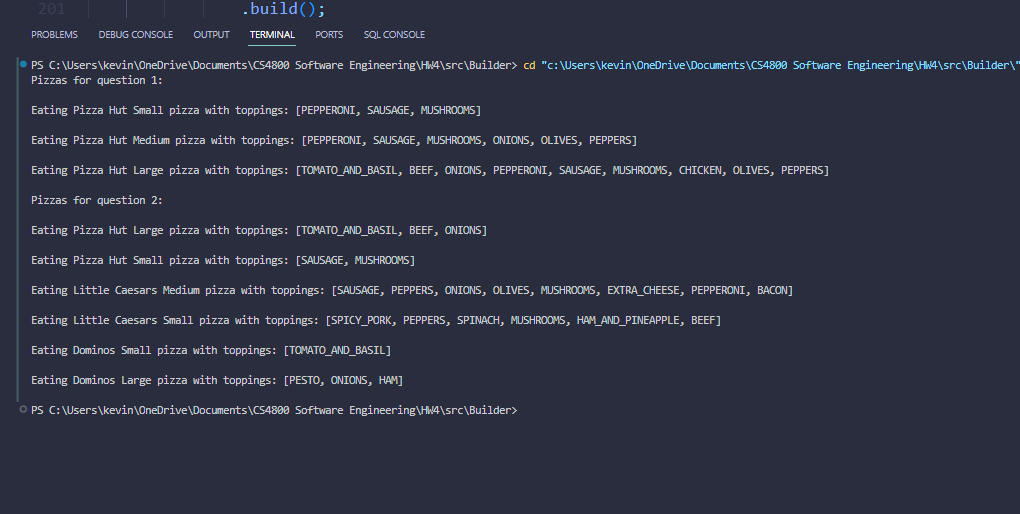 201 .build();
PROBLEMS DEBUG CONSOLE OUTPUT TERMINAL PORTS SQL CONSOLE
PS C:\Users\kevin\OneDrive\Documents\CS4800 Software Engineering\HW4\src\Builder> cd "c:\Users\kevin\OneDrive\Documents\CS4800 Software Engineering\HW4\src\Builder\"
Pizzas for question 1:
Eating Pizza Hut Small pizza with toppings: [PEPPERONI, SAUSAGE, MUSHROOMS]
Eating Pizza Hut Medium pizza with toppings: [PEPPERONI, SAUSAGE, MUSHROOMS, ONIONS, OLIVES, PEPPERS]
Eating Pizza Hut Large pizza with toppings: [TOMATO_AND_BASIL, BEEF, ONIONS, PEPPERONI, SAUSAGE, MUSHROOMS, CHICKEN, OLIVES, PEPPERS]
Pizzas for question 2:
Eating Pizza Hut Large pizza with toppings: [TOMATO_AND_BASIL, BEEF, ONIONS]
Eating Pizza Hut Small pizza with toppings: [SAUSAGE, MUSHROOMS]
Eating Little Caesars Medium pizza with toppings: [SAUSAGE, PEPPERS, ONIONS, OLIVES, MUSHROOMS, EXTRA_CHEESE, PEPPERONI, BACON]
Eating Little Caesars Small pizza with toppings: [SPICY_PORK, PEPPERS, SPINACH, MUSHROOMS, HAM_AND_PINEAPPLE, BEEF]
Eating Dominos Small pizza with toppings: [TOMATO_AND_BASIL]
Eating Dominos Large pizza with toppings: [PESTO, ONIONS, HAM]
PS C:\Users\kevin\OneDrive\Documents\CS4800 Software Engineering\HW4\src\Builder>